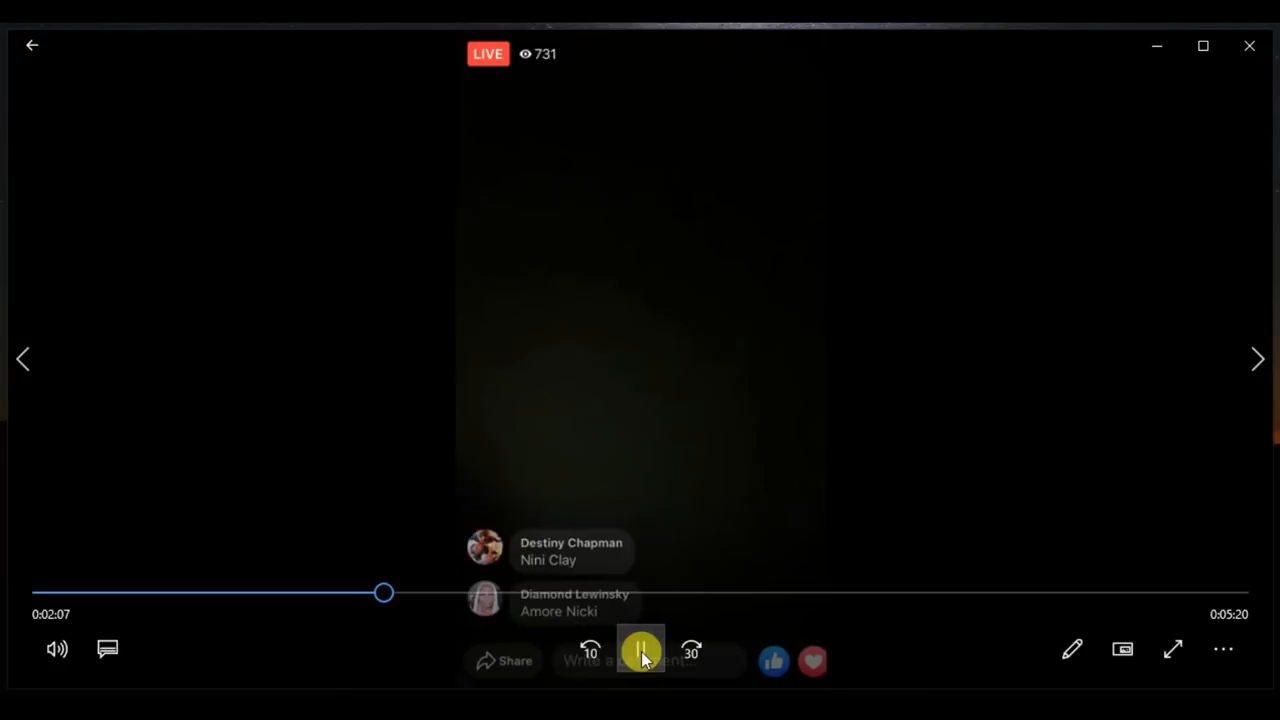 LIVE 731
Destiny Chapman
Nini Clay
Diamond Lewinsky
Amore Nicki
0:02:07
0:05:20
Share
Write a
10
30